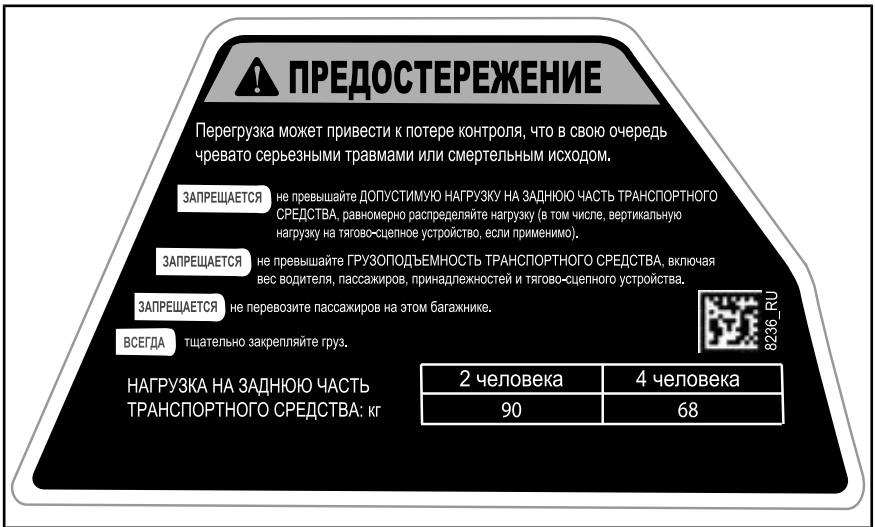 ПРЕДОСТЕРЕЖЕНИЕ
Перегрузка может привести к потере контроля, что в свою очередь
чревато серьезными травмами или смертельным исходом.
ЗАПРЕЩАЕТСЯ не превышайте ДОПУСТИМУЮ НАГРУЗКУ НА ЗАДНЮЮ ЧАСТЬ ТРАНСПОРТНОГО
СРЕДСТВА, равномерно распределяйте нагрузку (в том числе, вертикальную
нагрузку на тягово-сцепное устройство, если применимо).
ЗАПРЕЩАЕТСЯ не превышайте ГРУЗОПОДЪЕМНОСТЬ ТРАНСПОРТНОГО СРЕДСТВА, включая
вес водителя, пассажиров, принадлежностей и тягово-сцепного устройства.
ЗАПРЕЩАЕТСЯ не перевозите пассажиров на этом багажнике.
ВСЕГДА тщательно закрепляйте груз.
8236_RU
НАГРУЗКА НА ЗАДНЮЮ ЧАСТЬ
ТРАНСПОРТНОГО СРЕДСТВА: кг
2 человека 4 человека
90 68